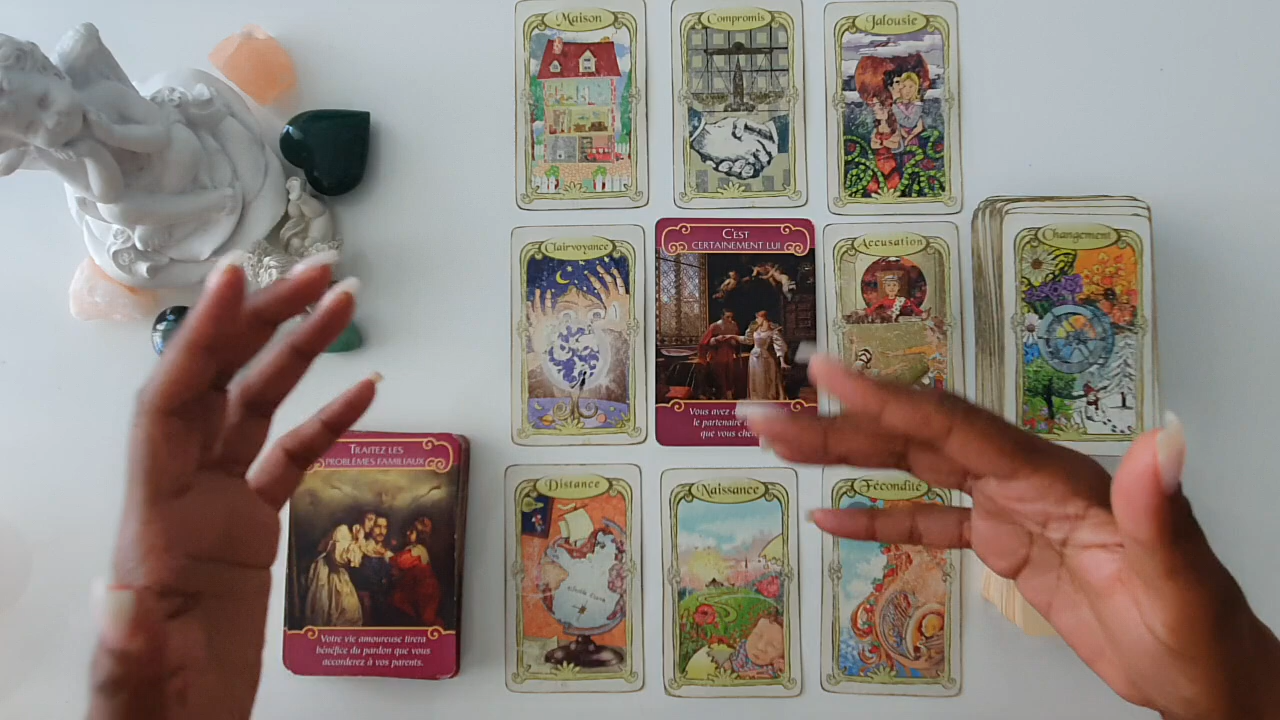 Maison
Compromis
Jalousie
Clairvoyance
C'EST
CERTAINEMENT LUI
Accusation
Changement
Vous avez
le partenaire
que vous
TRAITEZ LES
PROBLÈMES FAMILIAUX
Votre vie amoureuse tirera
bénéfice du pardon que vous
accorderez à vos parents.
Distance
Naissance
Fécondité